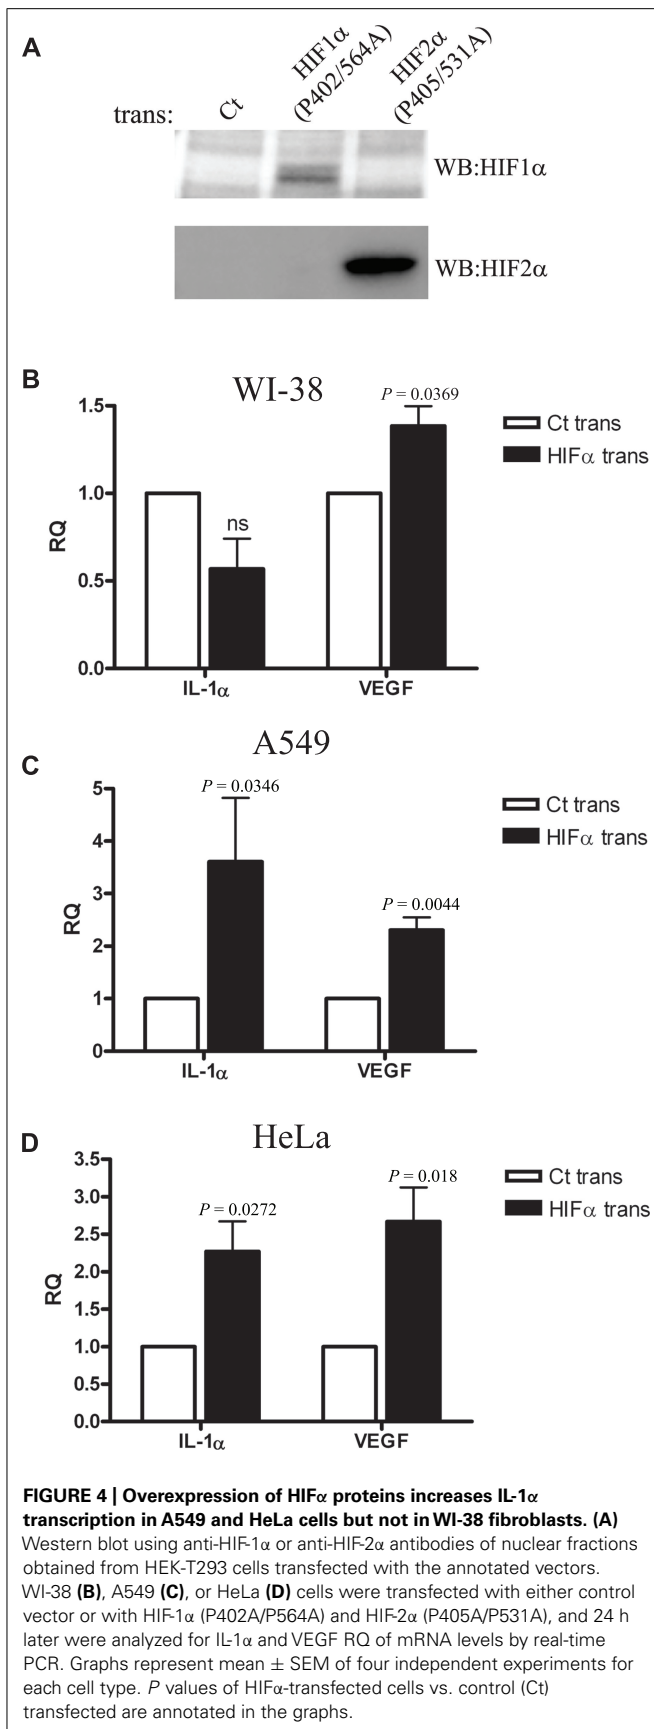 A
trans:
Ct
HIF1α
(P402/564A)
HIF2α
(P405/531A)
WB:HIF1α
WB:HIF2α
B
WI-38
P = 0.0369
1.5
1.0
0.5
0.0
RQ
ns
IL-1α
VEGF
Ct trans
HIFα trans
C
A549
P = 0.0346
P = 0.0044
5
4
3
2
1
0
RQ
IL-1α
VEGF
Ct trans
HIFα trans
D
HeLa
P = 0.0272
P = 0.018
3.5
3.0
2.5
2.0
1.5
1.0
0.5
0.0
RQ
IL-1α
VEGF
Ct trans
HIFα trans
FIGURE 4 | Overexpression of HIFα proteins increases IL-1α
transcription in A549 and HeLa cells but not in WI-38 fibroblasts. (A)
Western blot using anti-HIF-1α or anti-HIF-2α antibodies of nuclear fractions
obtained from HEK-T293 cells transfected with the annotated vectors.
WI-38 (B), A549 (C), or HeLa (D) cells were transfected with either control
vector or with HIF-1α (P402A/P564A) and HIF-2α (P405A/P531A), and 24 h
later were analyzed for IL-1α and VEGF RQ of mRNA levels by real-time
PCR. Graphs represent mean ± SEM of four independent experiments for
each cell type. P values of HIFα-transfected cells vs. control (Ct)
transfected are annotated in the graphs.